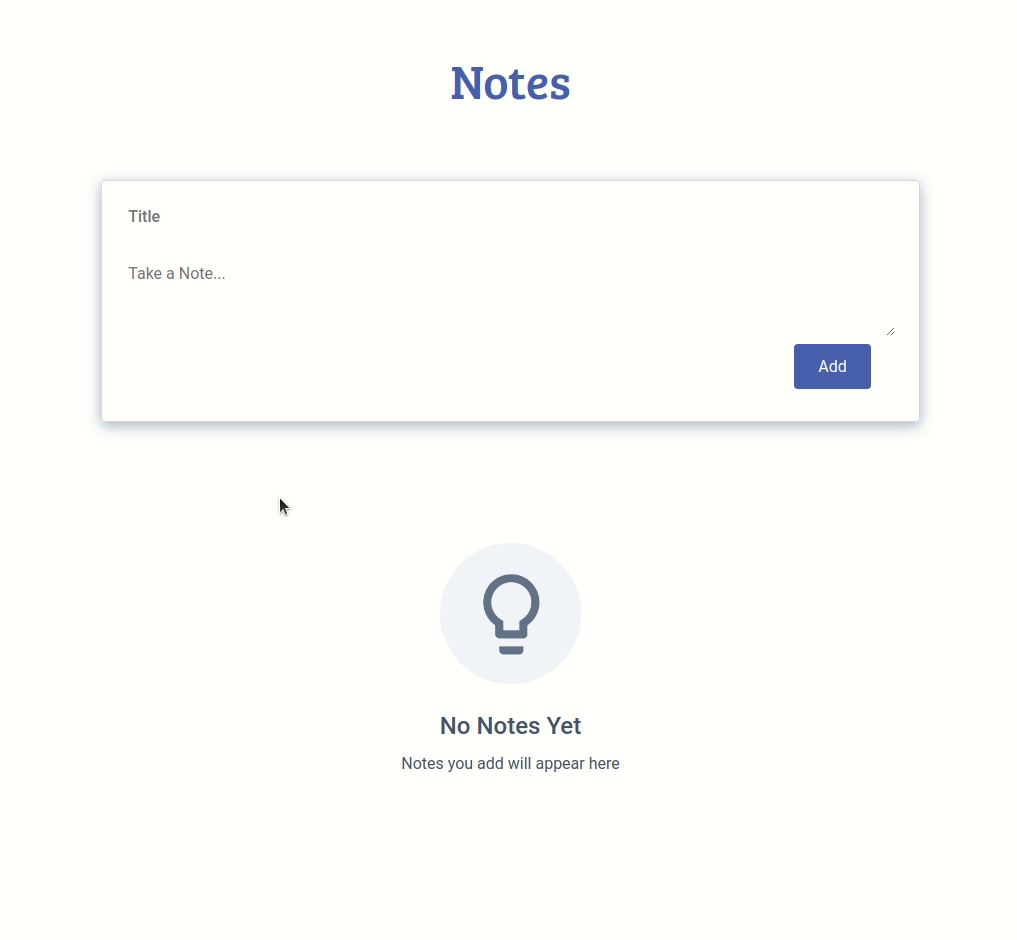 Notes
Title
Take a Note...
Add
No Notes Yet
Notes you add will appear here